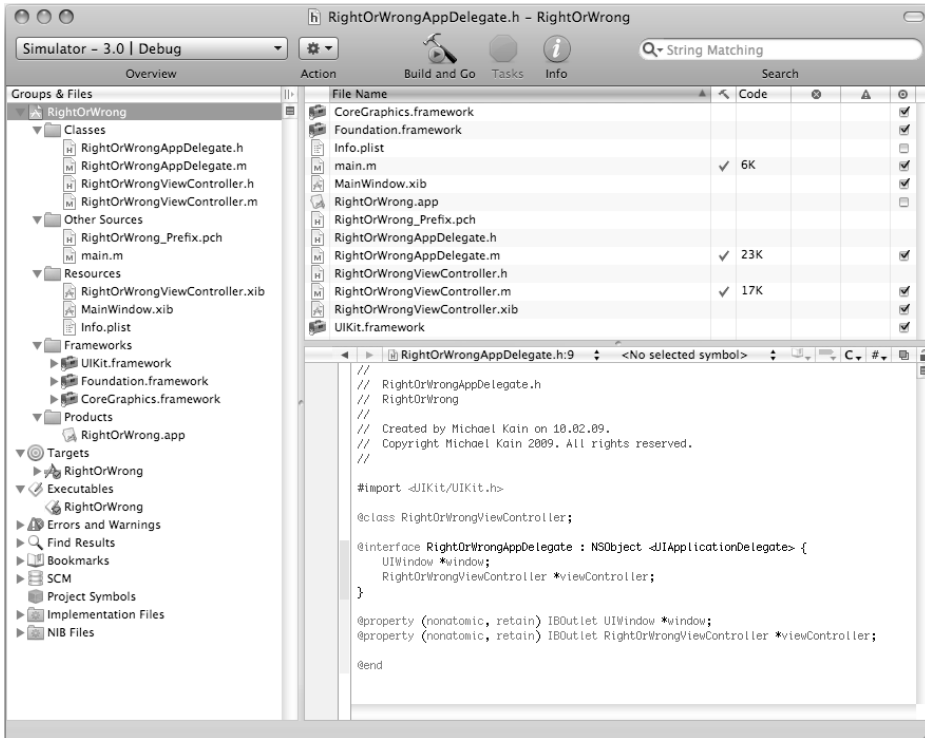 RightOrWrongAppDelegate.h – RightOrWrong
Simulator – 3.0 | Debug
String Matching
Overview
Action
Build and Go
Tasks
Info
Search
Groups & Files
RightOrWrong
Classes
RightOrWrongAppDelegate.h
RightOrWrongAppDelegate.m
RightOrWrongViewController.h
RightOrWrongViewController.m
Other Sources
RightOrWrong_Prefix.pch
main.m
Resources
RightOrWrongViewController.xib
MainWindow.xib
Info.plist
Frameworks
UIKit.framework
Foundation.framework
CoreGraphics.framework
Products
RightOrWrong.app
Targets
RightOrWrong
Executables
RightOrWrong
Errors and Warnings
Find Results
Bookmarks
SCM
Project Symbols
Implementation Files
NIB Files
File Name Code
CoreGraphics.framework
Foundation.framework
Info.plist
main.m 6K
MainWindow.xib
RightOrWrong.app
RightOrWrong_Prefix.pch
RightOrWrongAppDelegate.h
RightOrWrongAppDelegate.m 23K
RightOrWrongViewController.h
RightOrWrongViewController.m 17K
RightOrWrongViewController.xib
UIKit.framework
RightOrWrongAppDelegate.h:9 <No selected symbol> C #
//
// RightOrWrongAppDelegate.h
// RightOrWrong
//
// Created by Michael Kain on 10.02.09.
// Copyright Michael Kain 2009. All rights reserved.
//
#import <UIKit/UIKit.h>
@class RightOrWrongViewController;
@interface RightOrWrongAppDelegate : NSObject <UIApplicationDelegate> {
UIWindow *window;
RightOrWrongViewController *viewController;
}
@property (nonatomic, retain) IBOutlet UIWindow *window;
@property (nonatomic, retain) IBOutlet RightOrWrongViewController *viewController;
@end